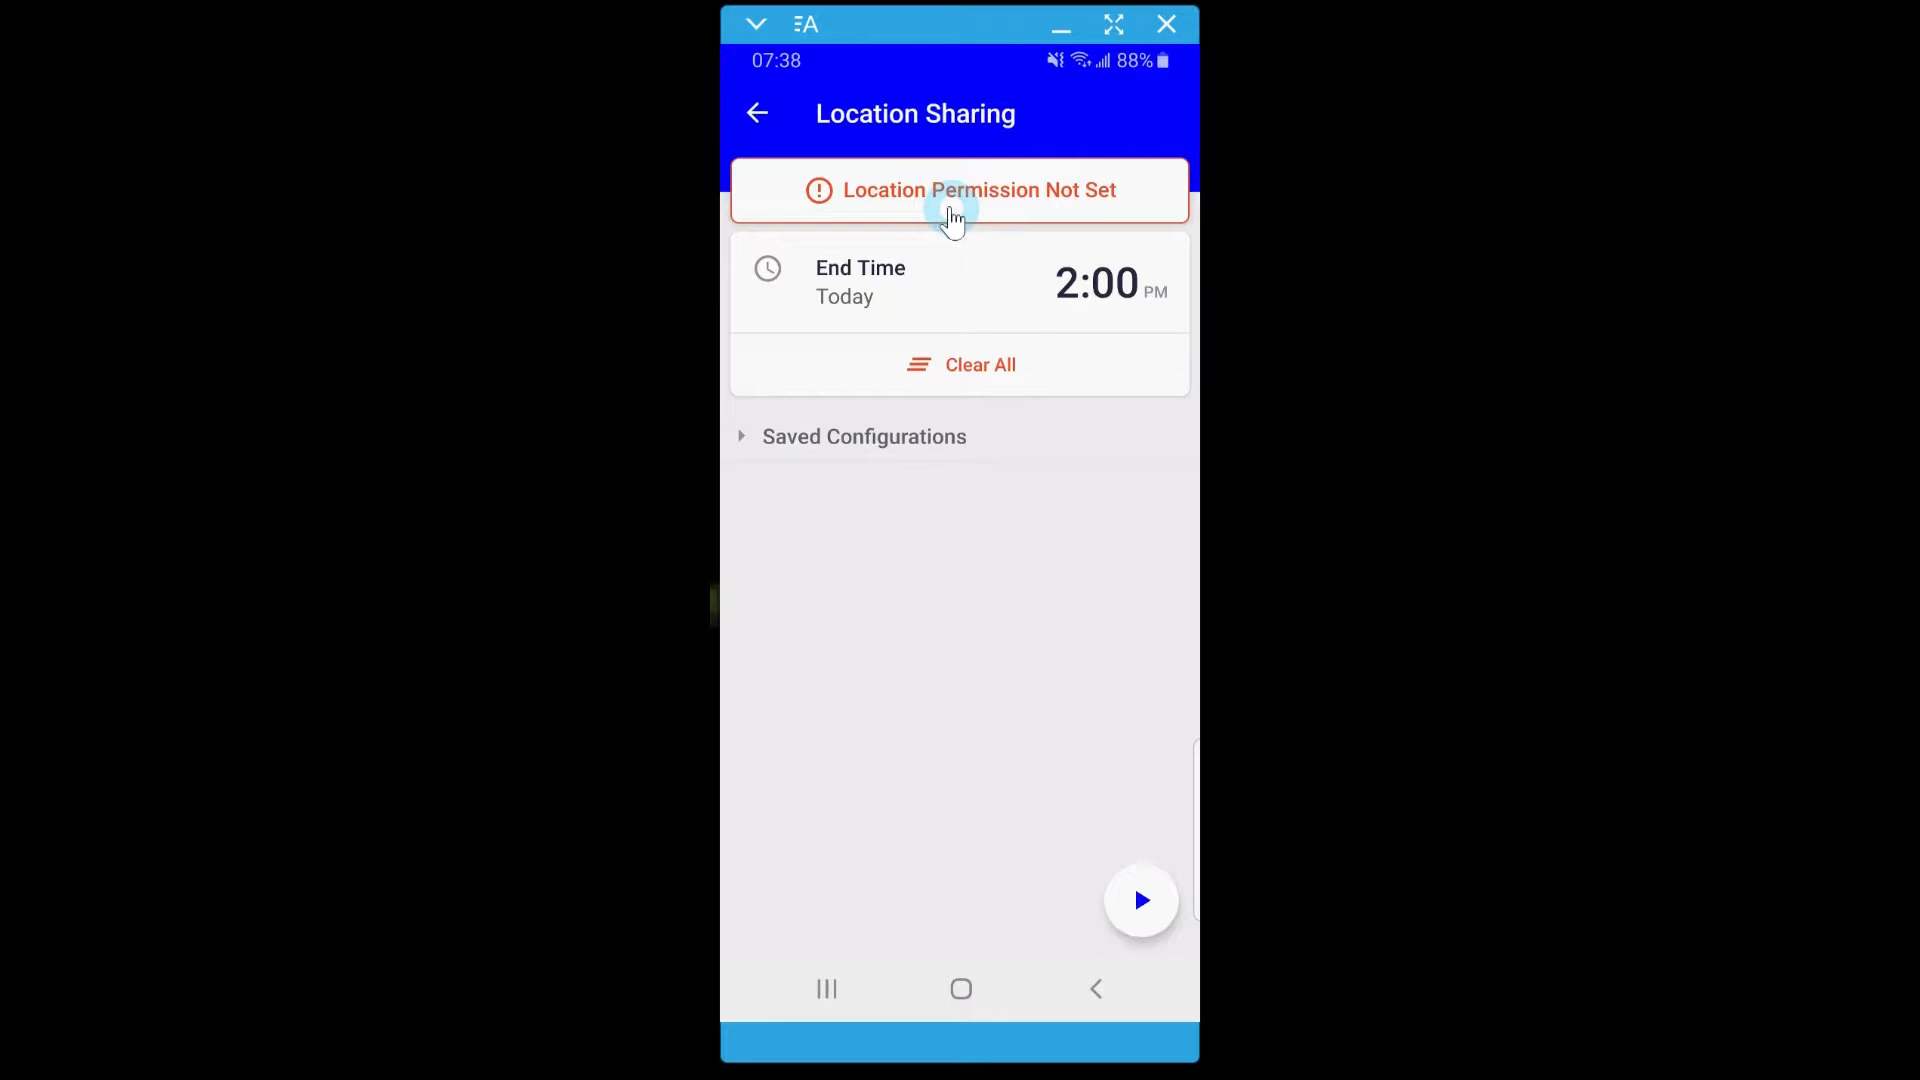 ΞA
07:38 88%
Location Sharing
Location Permission Not Set
End Time
Today
2:00 PM
Clear All
Saved Configurations